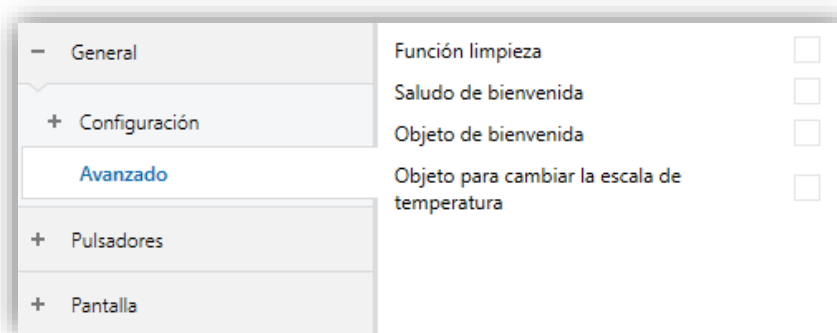 General
Configuración
Avanzado
Pulsadores
Pantalla
Función limpieza
Saludo de bienvenida
Objeto de bienvenida
Objeto para cambiar la escala de
temperatura